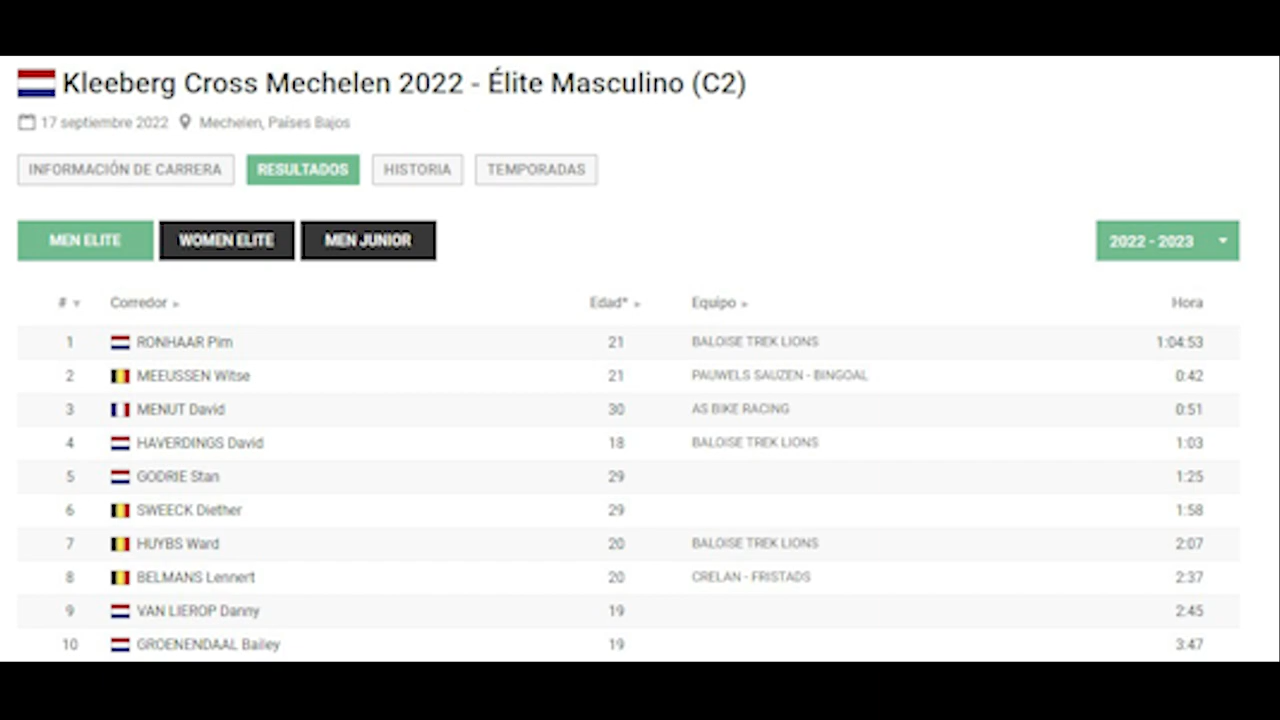 Kleeberg Cross Mechelen 2022 - Élite Masculino (C2)
17 septiembre 2022 Mechelen, Países Bajos
INFORMACIÓN DE CARRERA RESULTADOS HISTORIA TEMPORADAS
MEN ELITE WOMEN ELITE MEN JUNIOR 2022 - 2023
# Corredor Edad* Equipo Hora
1 RONHAAR Pim 21 BALOISE TREK LIONS 1:04:53
2 MEEUSSEN Witse 21 PAUWELS SAUZEN - BINGOAL 0:42
3 MENUT David 30 AS BIKE RACING 0:51
4 HAVERDINGS David 18 BALOISE TREK LIONS 1:03
5 GODRIE Stan 29 1:25
6 SWEECK Diether 29 1:58
7 HUYBS Ward 20 BALOISE TREK LIONS 2:07
8 BELMANS Lennert 20 CRELAN - FRISTADS 2:37
9 VAN LIEROP Danny 19 2:45
10 GROENENDAAL Bailey 19 3:47